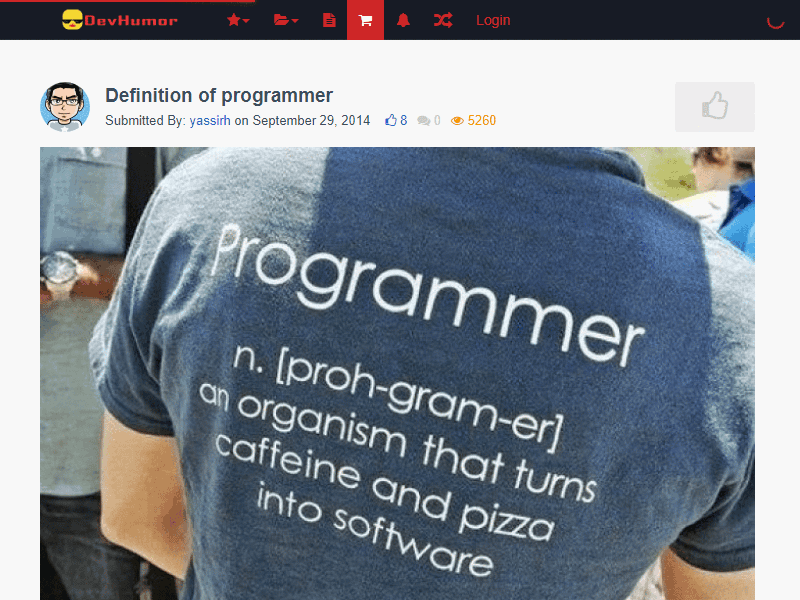 DevHumor
Login
Definition of programmer
Submitted By: yassirh on September 29, 2014 8 0 5260
Programmer
n. [proh-gram-er]
an organism that turns
caffeine and pizza
into software